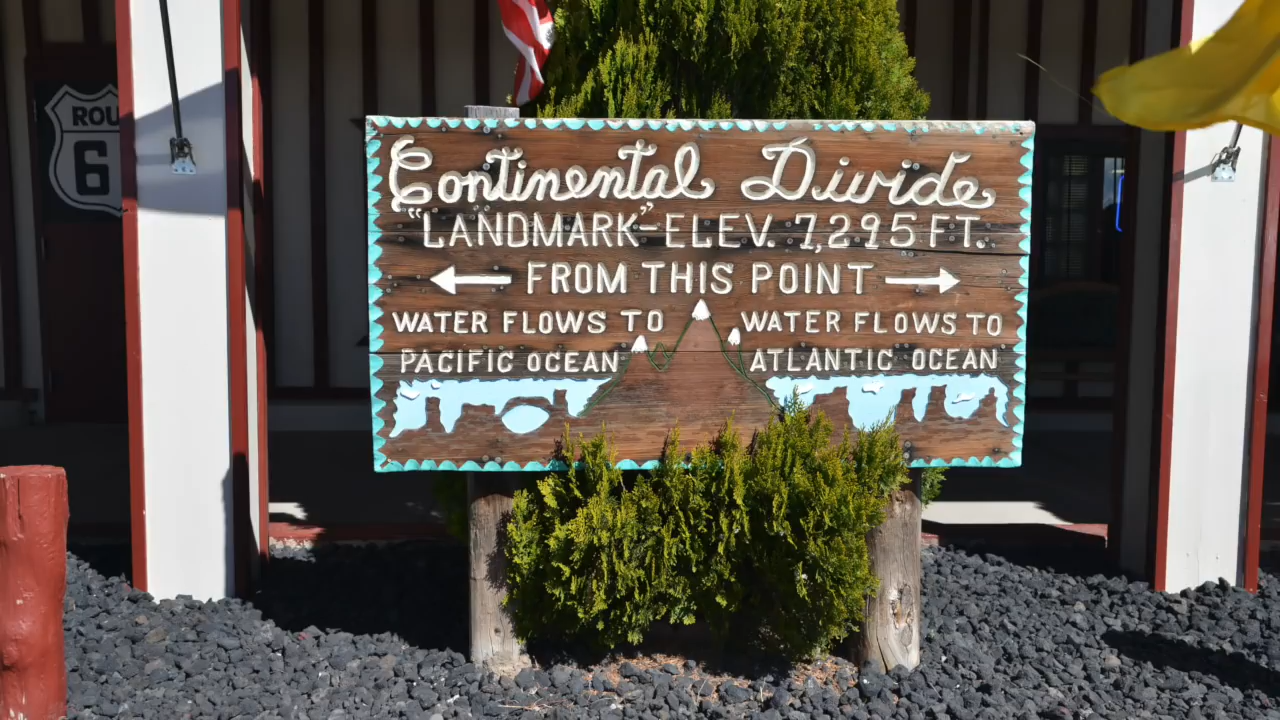 ROU
6
Continental Divide
"LANDMARK"-ELEV. 7,295 FT.
← FROM THIS POINT →
WATER FLOWS TO WATER FLOWS TO
PACIFIC OCEAN ATLANTIC OCEAN